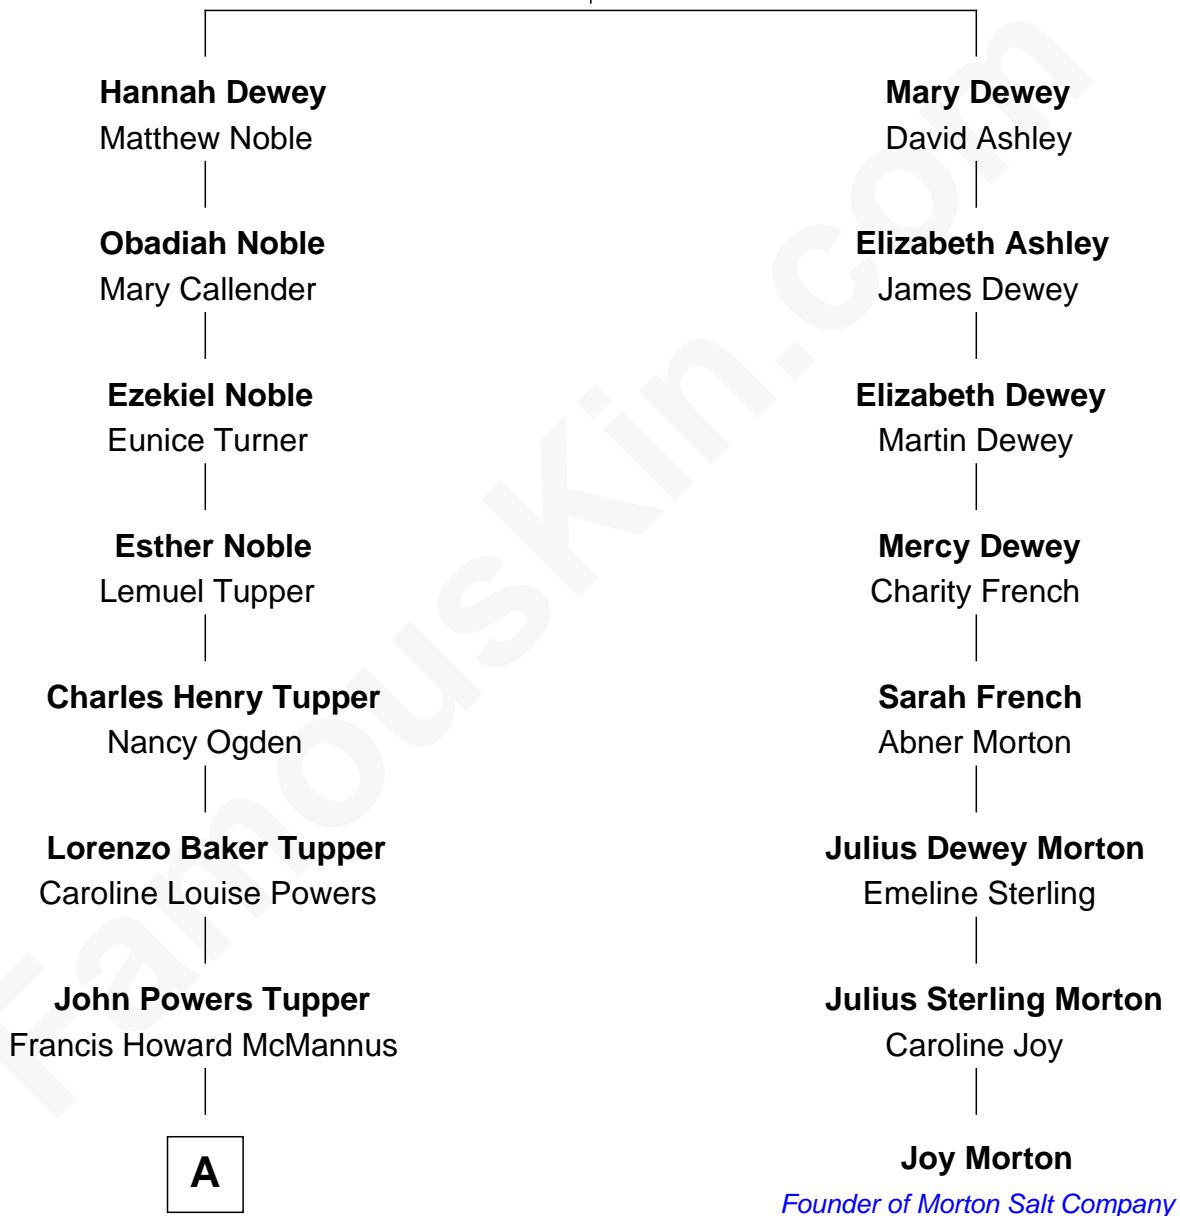 Hannah Dewey
Matthew Noble
Obadiah Noble
Mary Callender
Ezekiel Noble
Eunice Turner
Esther Noble
Lemuel Tupper
Charles Henry Tupper
Nancy Ogden
Lorenzo Baker Tupper
Caroline Louise Powers
John Powers Tupper
Francis Howard McMannus
A
Mary Dewey
David Ashley
Elizabeth Ashley
James Dewey
Elizabeth Dewey
Martin Dewey
Mercy Dewey
Charity French
Sarah French
Abner Morton
Julius Dewey Morton
Emeline Sterling
Julius Sterling Morton
Caroline Joy
Joy Morton
Founder of Morton Salt Company
FamousKin.com